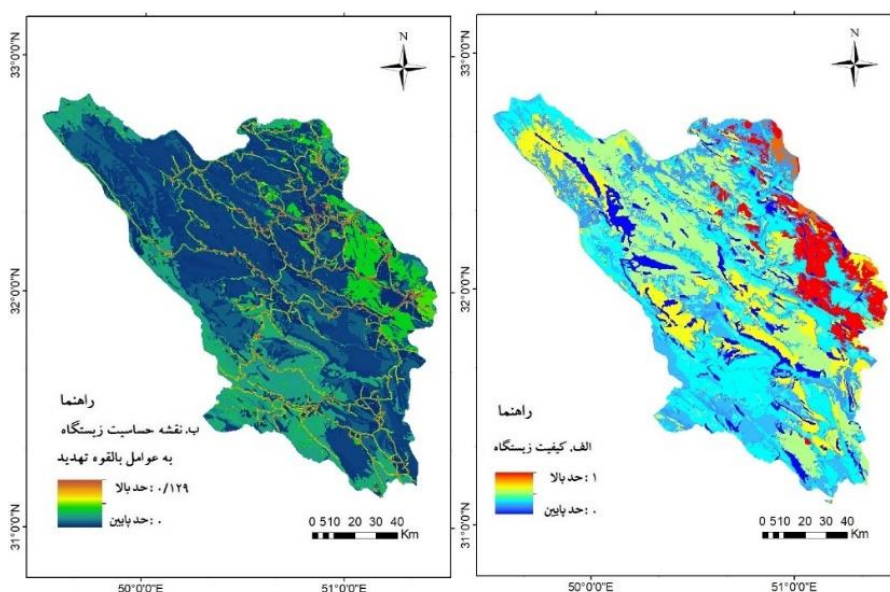 N
33°0'0"N
32°0'0"N
31°0'0"N
50°0'0"E
51°0'0"E
راهنما
ب. نقشه حساسیت زیستگاه
به عوامل بالقوه تهدید
حد بالا : ۰/۱۲۹
حد پایین : ۰
0 510 20 30 40
Km
N
33°0'0"N
32°0'0"N
31°0'0"N
50°0'0"E
51°0'0"E
راهنما
الف. کیفیت زیستگاه
حد بالا : ۱
حد پایین : ۰
0 510 20 30 40
Km